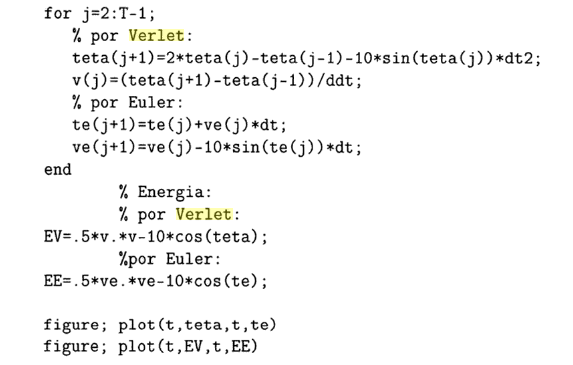 for j=2:T-1;
% por Verlet:
teta(j+1)=2*teta(j)-teta(j-1)-10*sin(teta(j))*dt2;
v(j)=(teta(j+1)-teta(j-1))/ddt;
% por Euler:
te(j+1)=te(j)+ve(j)*dt;
ve(j+1)=ve(j)-10*sin(te(j))*dt;
end
% Energia:
% por Verlet:
EV=.5*v.*v-10*cos(teta);
%por Euler:
EE=.5*ve.*ve-10*cos(te);
figure; plot(t,teta,t,te)
figure; plot(t,EV,t,EE)